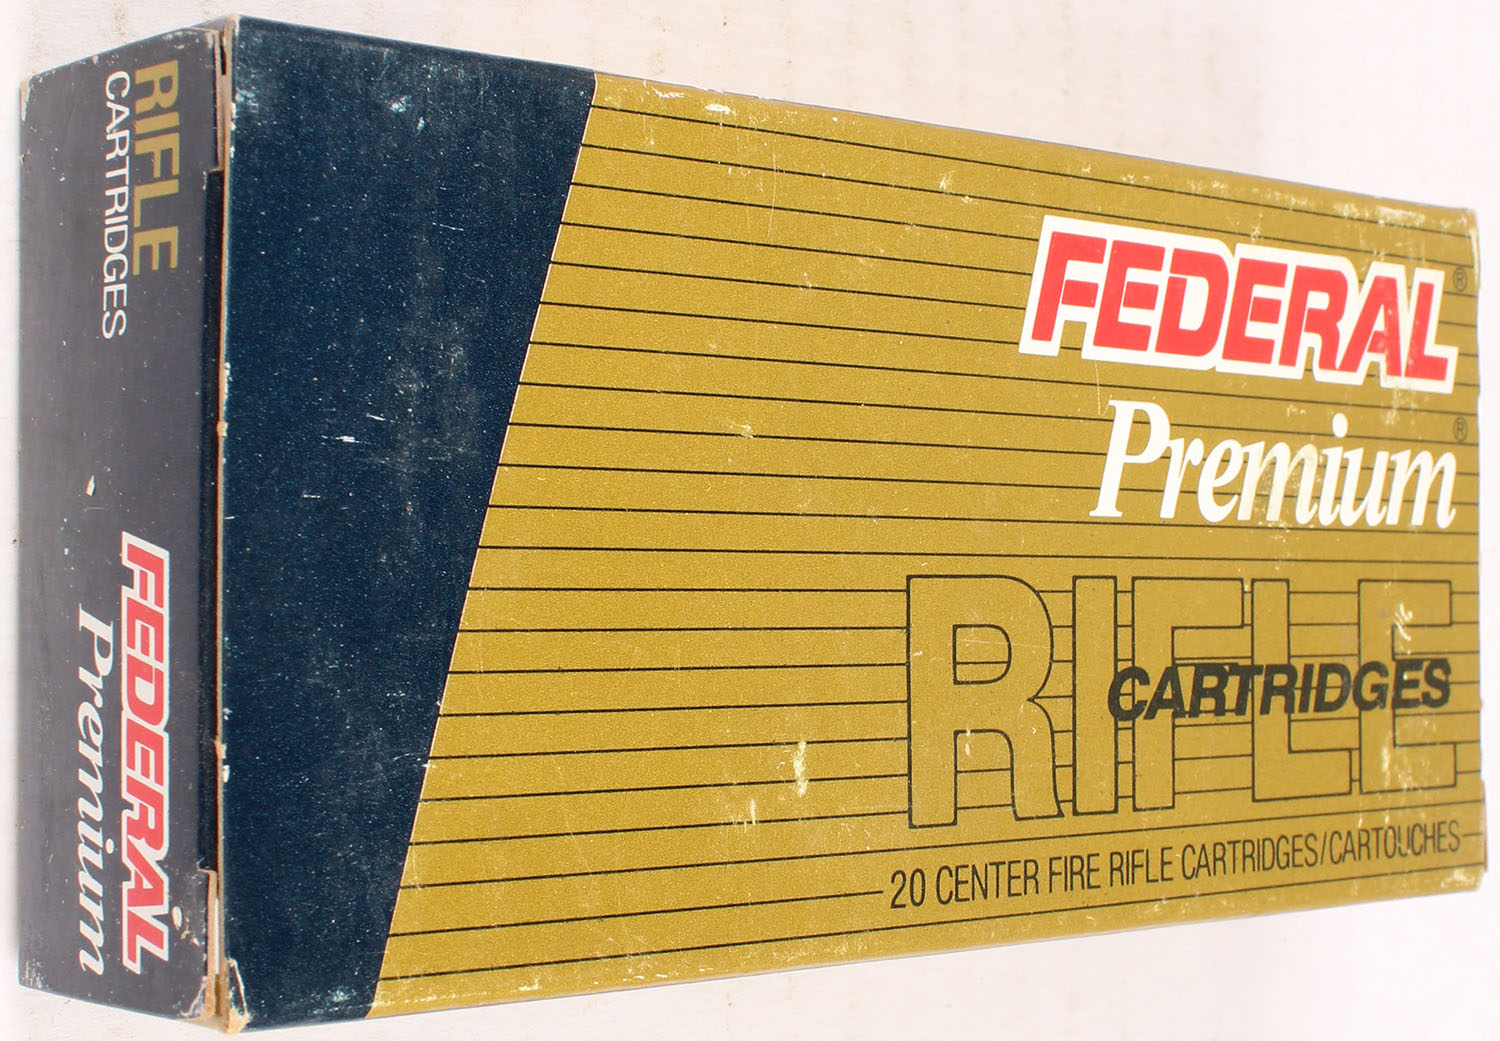 RIFLE
CARTRIDGES
FEDERAL
Premium
FEDERAL®
Premium®
RIFLE
CARTRIDGES
20 CENTER FIRE RIFLE CARTRIDGES/CARTOUCHES